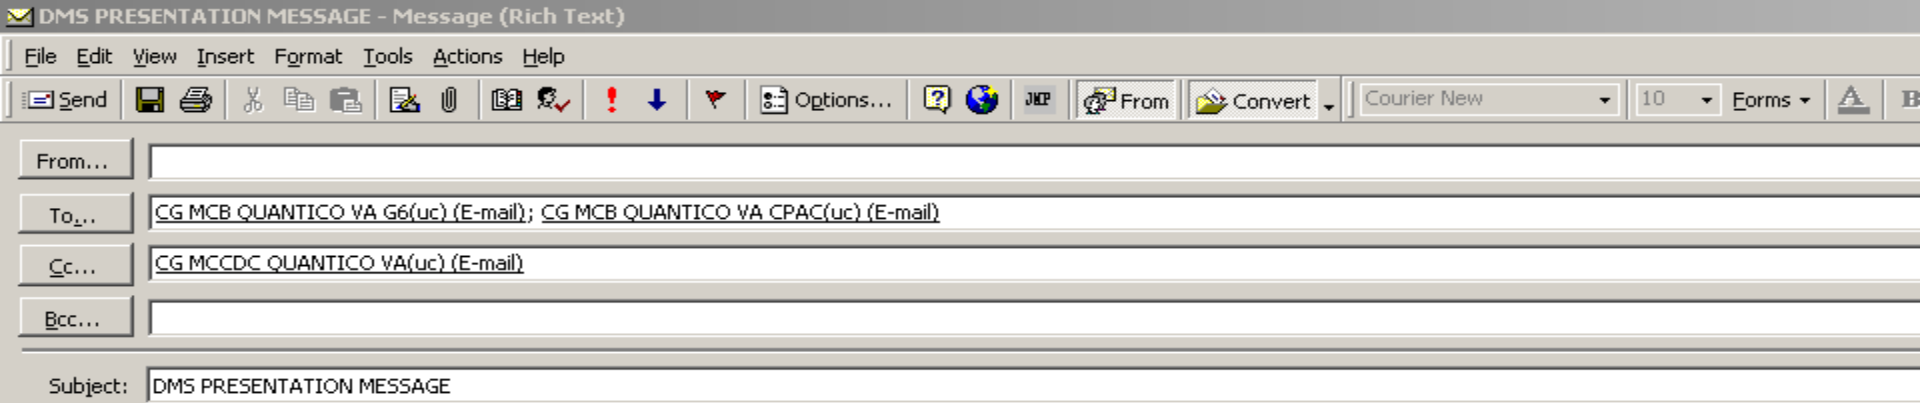 DMS PRESENTATION MESSAGE - Message (Rich Text)
File Edit View Insert Format Tools Actions Help
Send Options... JMP From Convert Courier New 10 Forms A B
From...
To... CG MCB QUANTICO VA G6(uc) (E-mail); CG MCB QUANTICO VA CPAC(uc) (E-mail)
Cc... CG MCCDC QUANTICO VA(uc) (E-mail)
Bcc...
Subject: DMS PRESENTATION MESSAGE